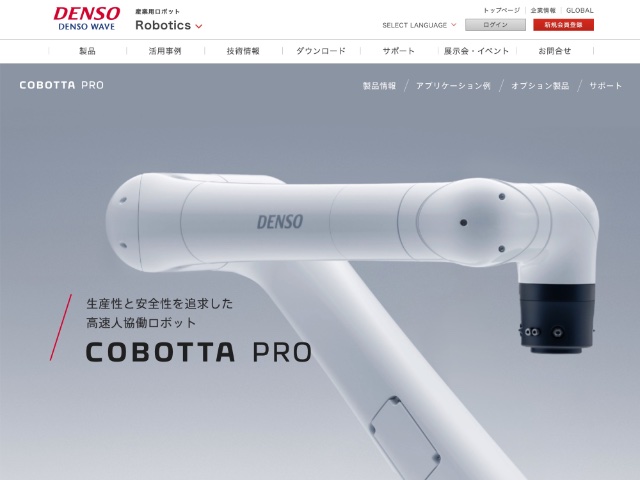 DENSO
DENSO WAVE
産業用ロボット
Robotics
トップページ
企業情報
GLOBAL
SELECT LANGUAGE
ログイン
新規会員登録
製品
活用事例
技術情報
ダウンロード
サポート
展示会・イベント
お問合せ
COBOTTA PRO
製品情報
アプリケーション例
オプション製品
サポート
DENSO
生産性と安全性を追求した
高速人協働ロボット
COBOTTA PRO